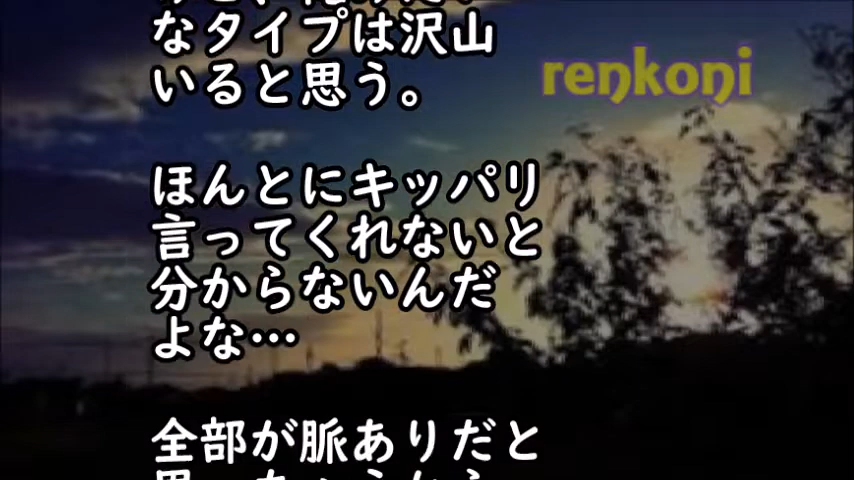 なタイプは沢山
いると思う。
renkoni
ほんとにキッパリ
言ってくれないと
分からないんだ
よな…
全部が脈ありだと